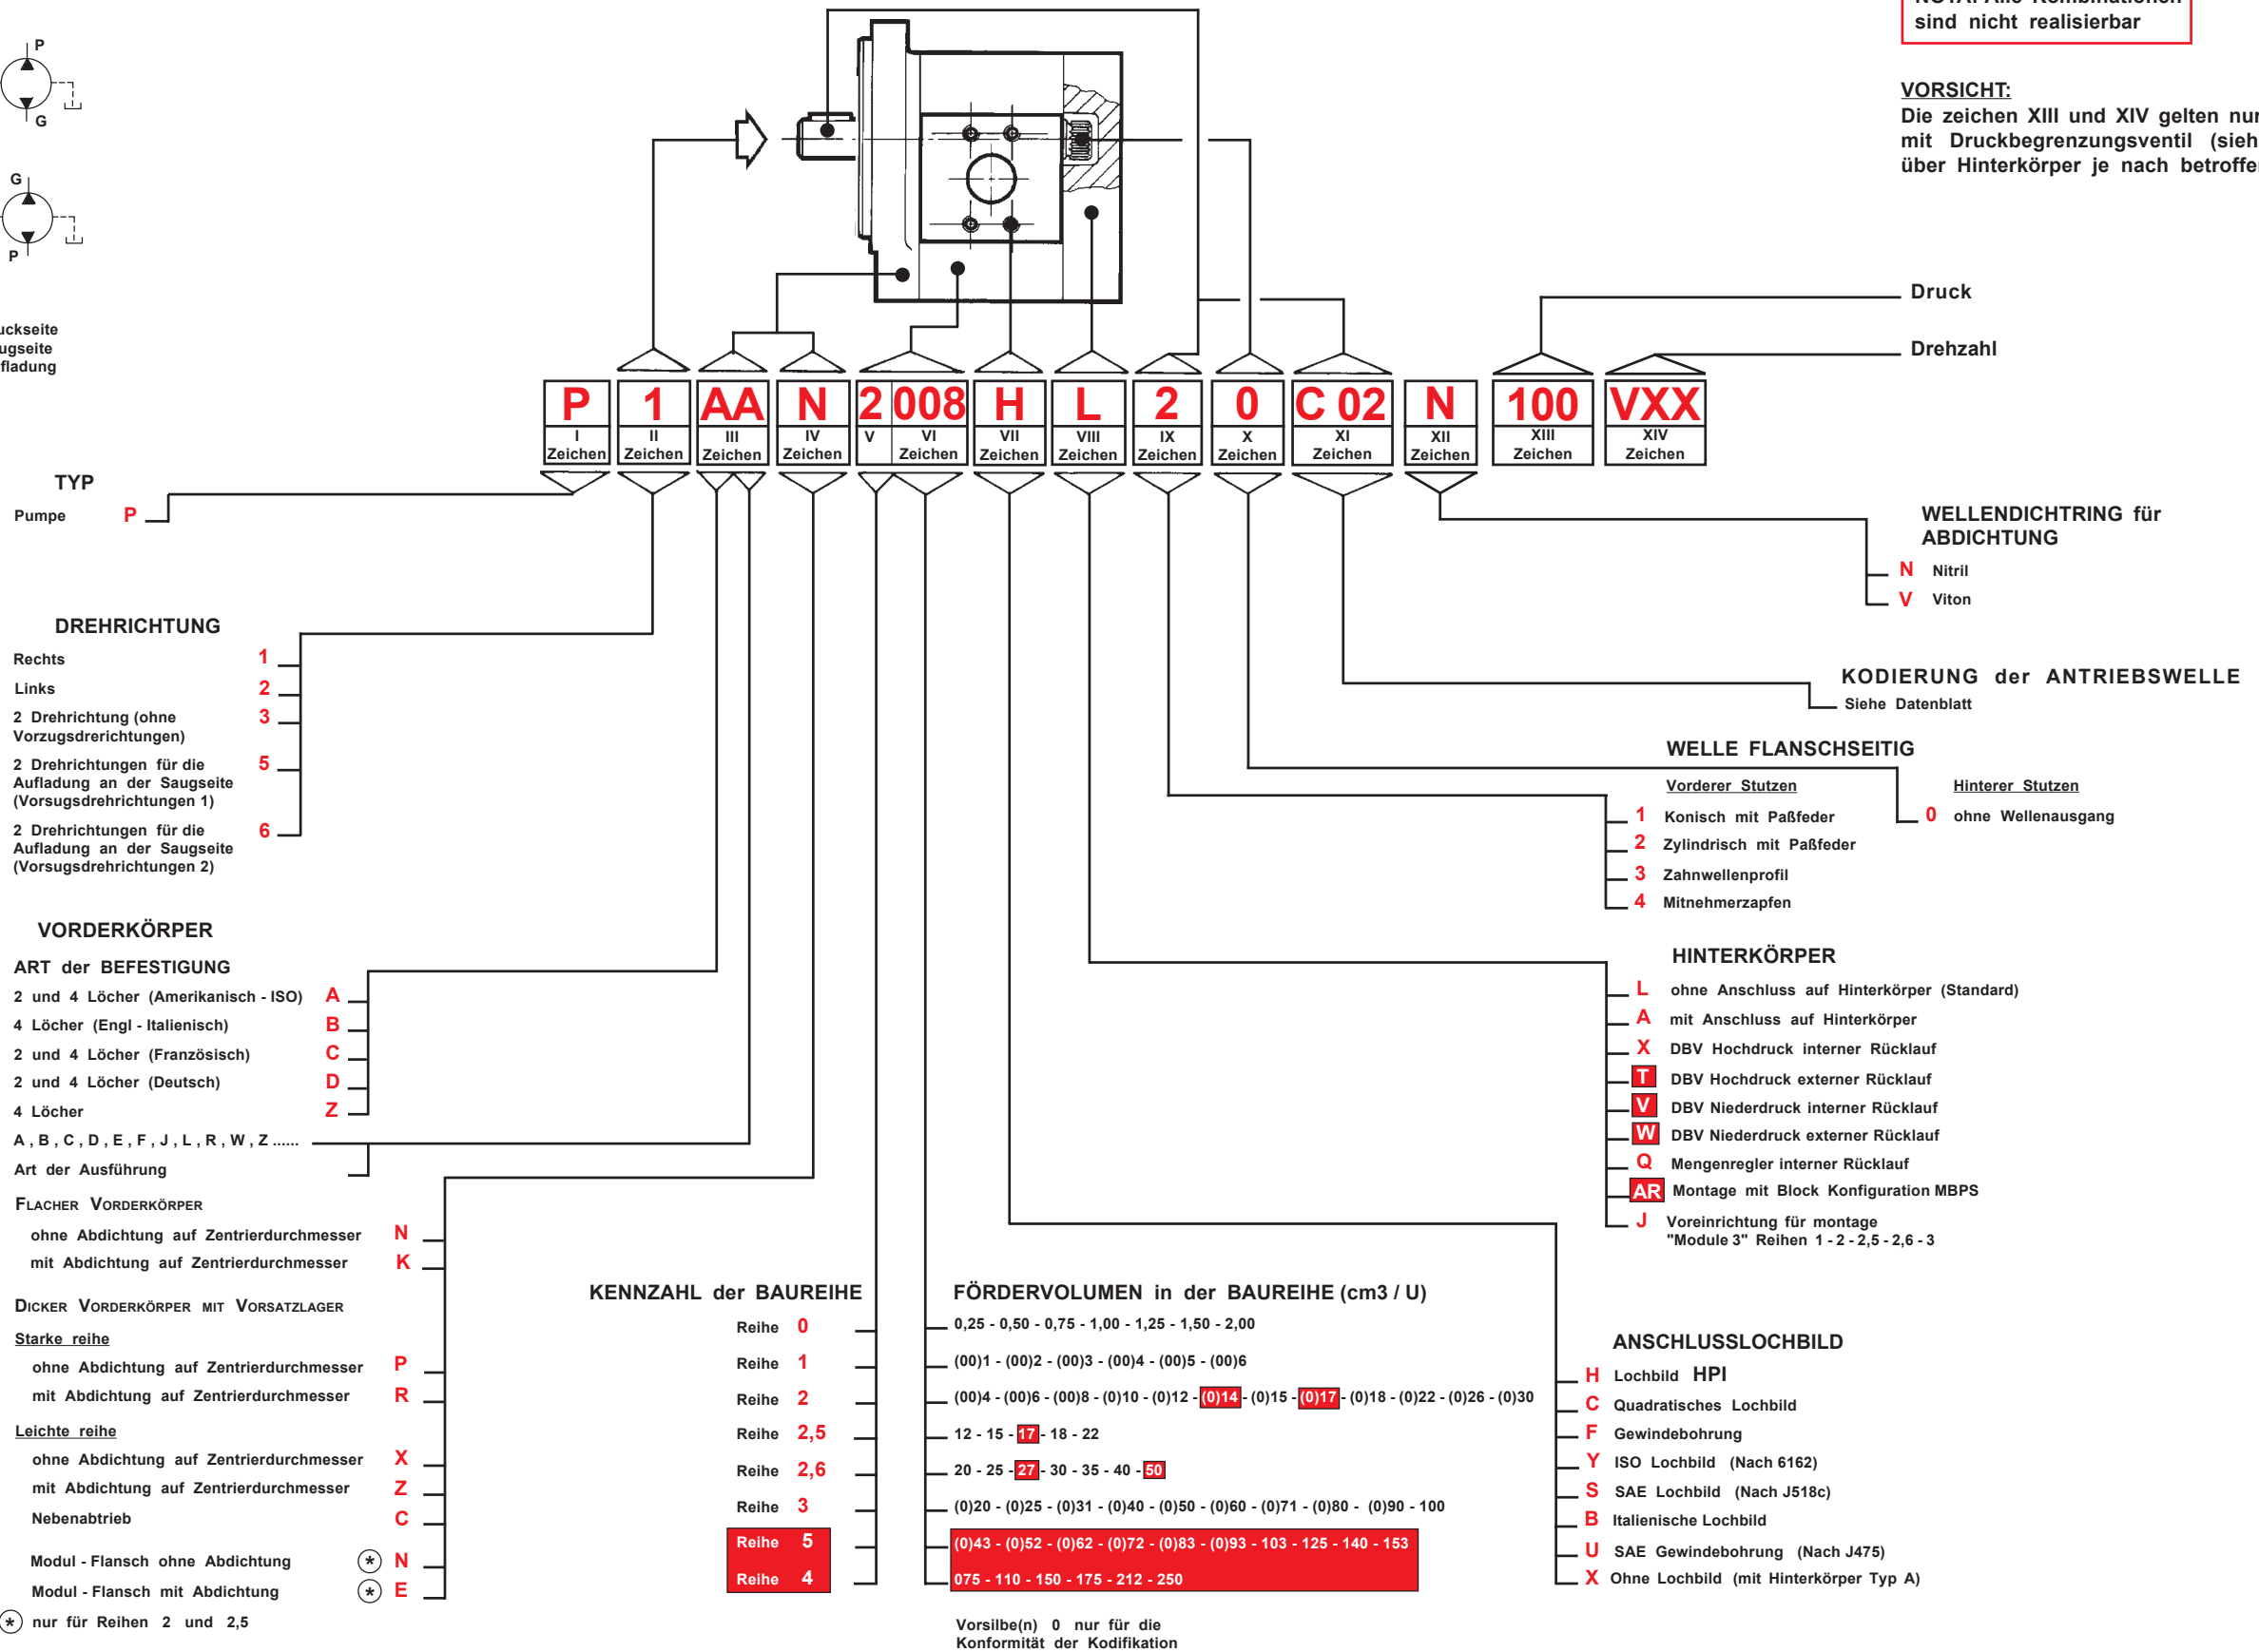 NOTA: Alle Kombinationen
sind nicht realisierbar
VORSICHT:
Die zeichen XIII und XIV gelten nur
mit Druckbegrenzungsventil
über Hinterkörper je nach
P
G
G
P
Druck
Drehzahl
P 1 AA N 2 008 H L 2 0 C 02 N 100 VXX
I II III IV V VI VII VIII IX X XI XII XIII XIV
Zeichen Zeichen Zeichen Zeichen Zeichen Zeichen Zeichen Zeichen Zeichen Zeichen Zeichen Zeichen Zeichen
TYP
Pumpe P
DREHRICHTUNG
Rechts 1
Links 2
2 Drehrichtung (ohne 3
Vorzugsdrerichtungen)
2 Drehrichtungen für die 5
Aufladung an der Saugseite
(Vorsugsdrehrichtungen 1)
2 Drehrichtungen für die 6
Aufladung an der Saugseite
(Vorsugsdrehrichtungen 2)
VORDERKÖRPER
ART der BEFESTIGUNG
2 und 4 Löcher (Amerikanisch - ISO) A
4 Löcher (Engl - Italienisch) B
2 und 4 Löcher (Französisch) C
2 und 4 Löcher (Deutsch) D
4 Löcher Z
A , B , C , D , E , F , J , L , R , W , Z ......
Art der Ausführung
FLACHER VORDERKÖRPER
ohne Abdichtung auf Zentrierdurchmesser N
mit Abdichtung auf Zentrierdurchmesser K
DICKER VORDERKÖRPER MIT VORSATZLAGER
Starke reihe
ohne Abdichtung auf Zentrierdurchmesser P
mit Abdichtung auf Zentrierdurchmesser R
Leichte reihe
ohne Abdichtung auf Zentrierdurchmesser X
mit Abdichtung auf Zentrierdurchmesser Z
Nebenabtrieb C
Modul - Flansch ohne Abdichtung (*) N
Modul - Flansch mit Abdichtung (*) E
(*) nur für Reihen 2 und 2,5
KENNZAHL der BAUREIHE FÖRDERVOLUMEN in der BAUREIHE (cm3 / U)
Reihe 0 0,25 - 0,50 - 0,75 - 1,00 - 1,25 - 1,50 - 2,00
Reihe 1 (00)1 - (00)2 - (00)3 - (00)4 - (00)5 - (00)6
Reihe 2 (00)4 - (00)6 - (00)8 - (0)10 - (0)12 - (0)14 - (0)15 - (0)17 - (0)18 - (0)22 - (0)26 - (0)30
Reihe 2,5 12 - 15 - 17 - 18 - 22
Reihe 2,6 20 - 25 - 27 - 30 - 35 - 40 - 50
Reihe 3 (0)20 - (0)25 - (0)31 - (0)40 - (0)50 - (0)60 - (0)71 - (0)80 - (0)90 - 100
Reihe 5 (0)43 - (0)52 - (0)62 - (0)72 - (0)83 - (0)93 - 103 - 125 - 140 - 153
Reihe 4 075 - 110 - 150 - 175 - 212 - 250
Vorsilbe(n) 0 nur für die
Konformität der Kodifikation
WELLENDICHTRING für
ABDICHTUNG
N Nitril
V Viton
KODIERUNG der ANTRIEBSWELLE
Siehe Datenblatt
WELLE FLANSCHSEITIG
Vorderer Stutzen Hinterer Stutzen
1 Konisch mit Paßfeder 0 ohne Wellenausgang
2 Zylindrisch mit Paßfeder
3 Zahnwellenprofil
4 Mitnehmerzapfen
HINTERKÖRPER
L ohne Anschluss auf Hinterkörper (Standard)
A mit Anschluss auf Hinterkörper
X DBV Hochdruck interner Rücklauf
T DBV Hochdruck externer Rücklauf
V DBV Niederdruck interner Rücklauf
W DBV Niederdruck externer Rücklauf
Q Mengenregler interner Rücklauf
AR Montage mit Block Konfiguration MBPS
J Voreinrichtung für montage
"Module 3" Reihen 1 - 2 - 2,5 - 2,6 - 3
ANSCHLUSSLOCHBILD
H Lochbild HPI
C Quadratisches Lochbild
F Gewindebohrung
Y ISO Lochbild (Nach 6162)
S SAE Lochbild (Nach J518c)
B Italienische Lochbild
U SAE Gewindebohrung (Nach J475)
X Ohne Lochbild (mit Hinterkörper Typ A)